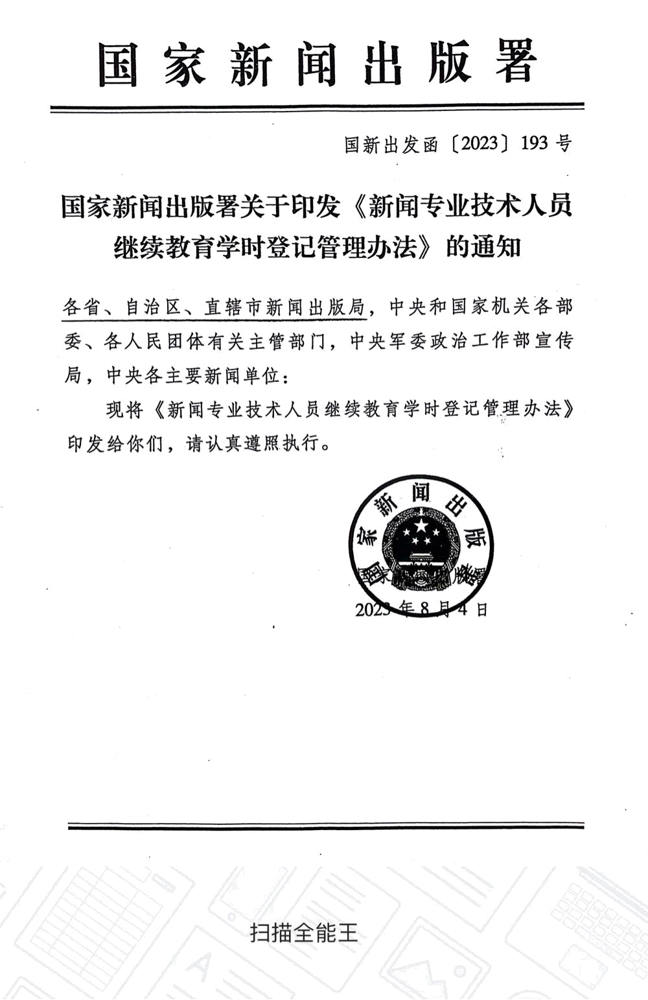 国家新闻出版署
国新出发函〔2023〕193号
国家新闻出版署关于印发《新闻专业技术人员
继续教育学时登记管理办法》的通知
各省、自治区、直辖市新闻出版局，中央和国家机关各部
委、各人民团体有关主管部门，中央军委政治工作部宣传
局，中央各主要新闻单位：
现将《新闻专业技术人员继续教育学时登记管理办法》
印发给你们，请认真遵照执行。
国家新闻出版署
2023年8月4日
扫描全能王